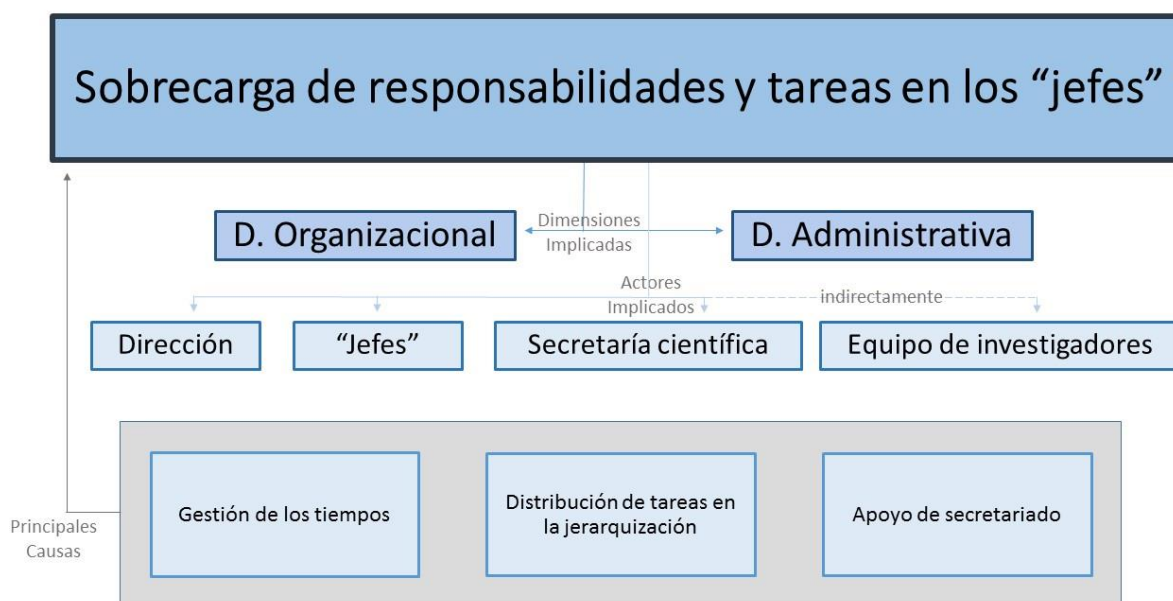 Sobrecarga de responsabilidades y tareas en los “jefes”
D. Organizacional
Dimensiones
Implicadas
D. Administrativa
Actores
Implicados
indirectamente
Dirección
“Jefes”
Secretaría científica
Equipo de investigadores
Gestión de los tiempos
Distribución de tareas en
la jerarquización
Apoyo de secretariado
Principales
Causas